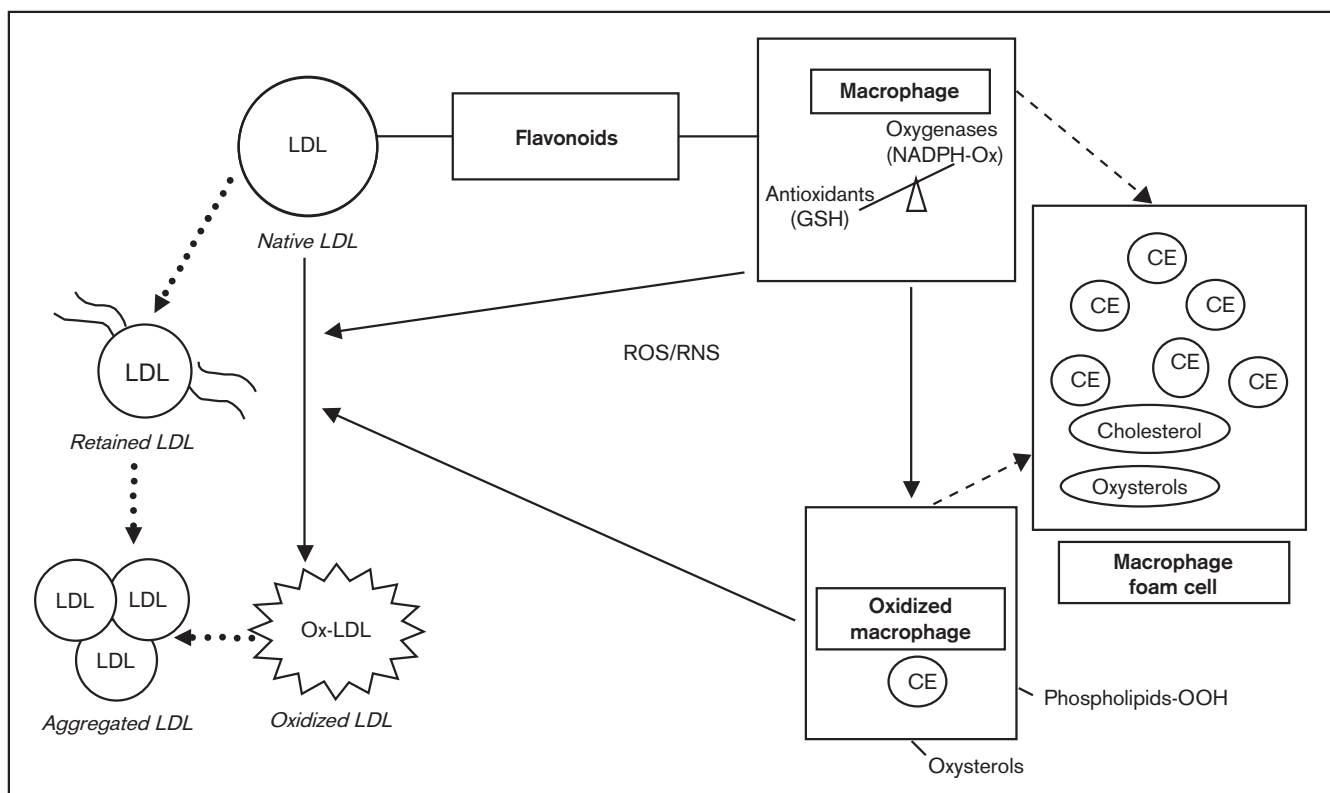 LDL
Native LDL
Flavonoids
Macrophage
Oxygenases
(NADPH-Ox)
Antioxidants
(GSH)
ROS/RNS
LDL
Retained LDL
LDL
LDL
LDL
Aggregated LDL
Ox-LDL
Oxidized LDL
CE
CE
CE
CE
CE
CE
Cholesterol
Oxysterols
Macrophage
foam cell
Oxidized
macrophage
CE
Phospholipids-OOH
Oxysterols